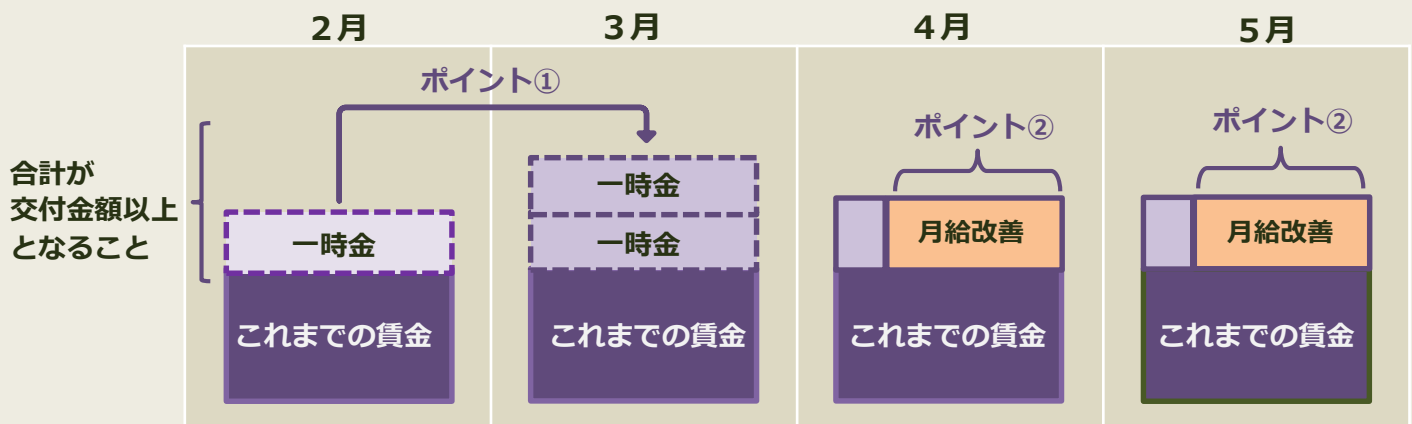 2月
3月
4月
5月
ポイント①
ポイント②
ポイント②
合計が
交付金額以上
となること
一時金
一時金
一時金
月給改善
月給改善
これまでの賃金
これまでの賃金
これまでの賃金
これまでの賃金